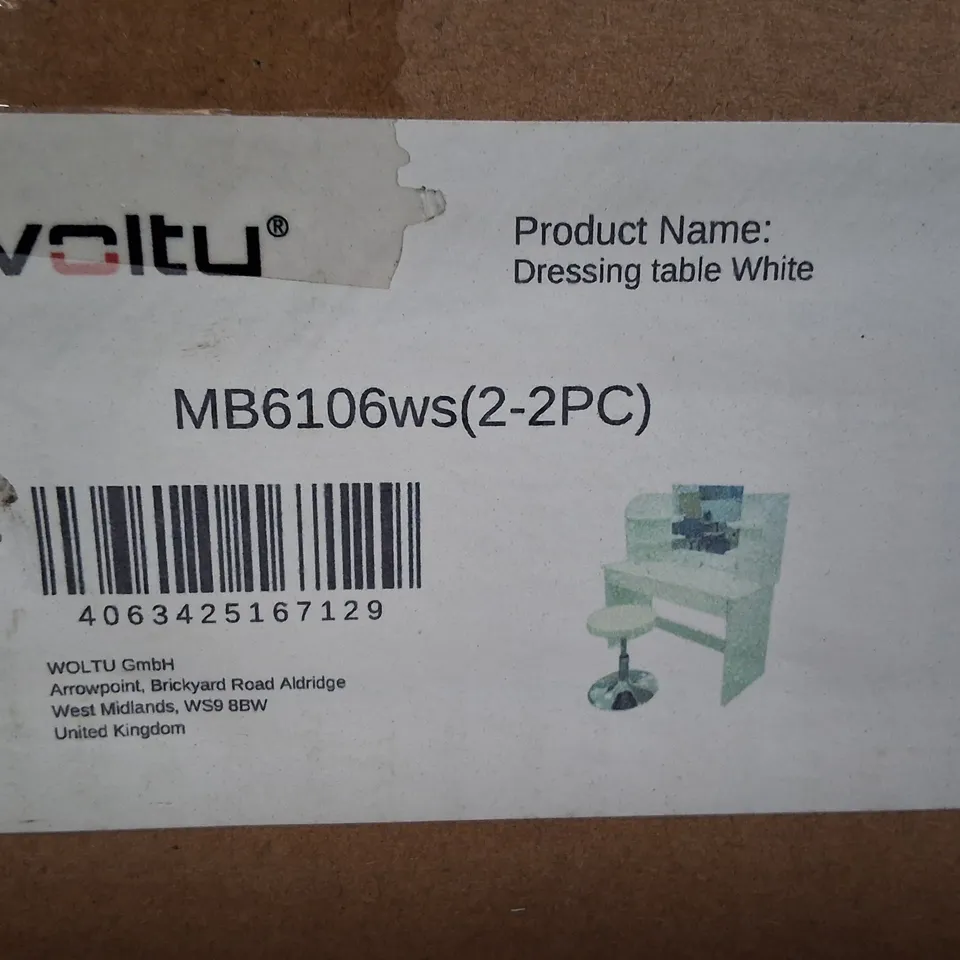 woltu®
Product Name:
Dressing table White
MB6106ws(2-2PC)
4063425167129
WOLTU GmbH
Arrowpoint, Brickyard Road Aldridge
West Midlands, WS9 8BW
United Kingdom